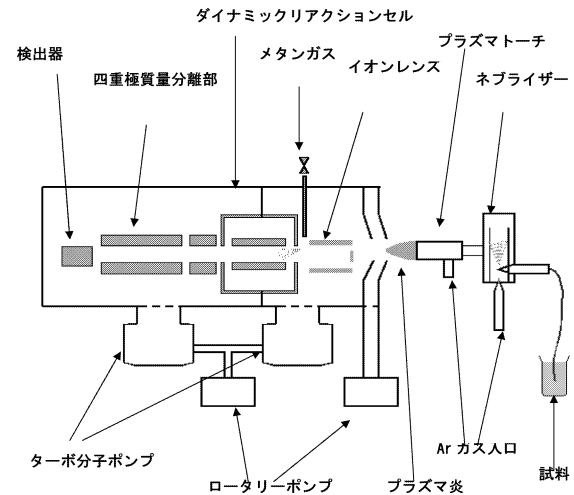 ダイナミックリアクションセル
プラズマトーチ
検出器
メタンガス
イオンレンズ
四重極質量分離部
ネブライザー
Ar ガス人口
ターボ分子ポンプ
ロータリーポンプ
プラズマ炎
試料